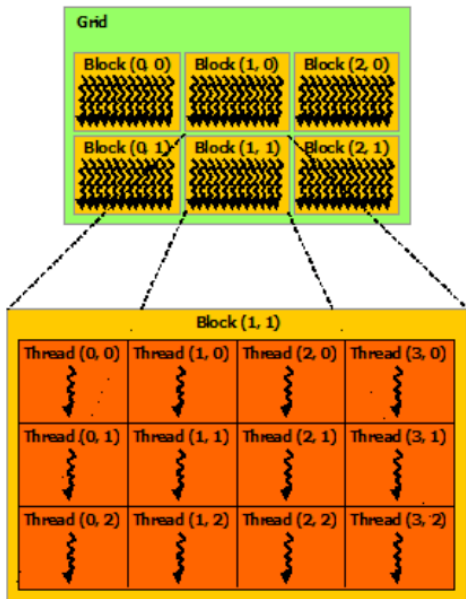 Grid
Block (0, 0) Block (1, 0) Block (2, 0)
Block (0, 1) Block (1, 1) Block (2, 1)
Block (1, 1)
Thread (0, 0) Thread (1, 0) Thread (2, 0) Thread (3, 0)
Thread (0, 1) Thread (1, 1) Thread (2, 1) Thread (3, 1)
Thread (0, 2) Thread (1, 2) Thread (2, 2) Thread (3, 2)